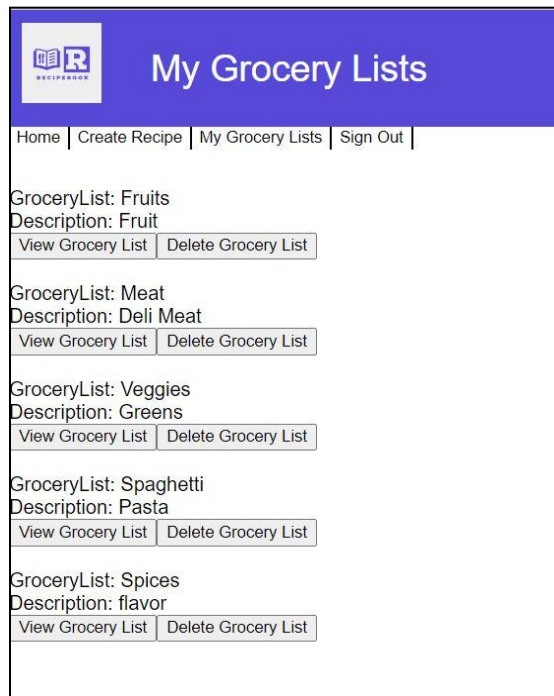 R
RECIPEBOOK
My Grocery Lists
Home | Create Recipe | My Grocery Lists | Sign Out |
GroceryList: Fruits
Description: Fruit
View Grocery List Delete Grocery List
GroceryList: Meat
Description: Deli Meat
View Grocery List Delete Grocery List
GroceryList: Veggies
Description: Greens
View Grocery List Delete Grocery List
GroceryList: Spaghetti
Description: Pasta
View Grocery List Delete Grocery List
GroceryList: Spices
Description: flavor
View Grocery List Delete Grocery List